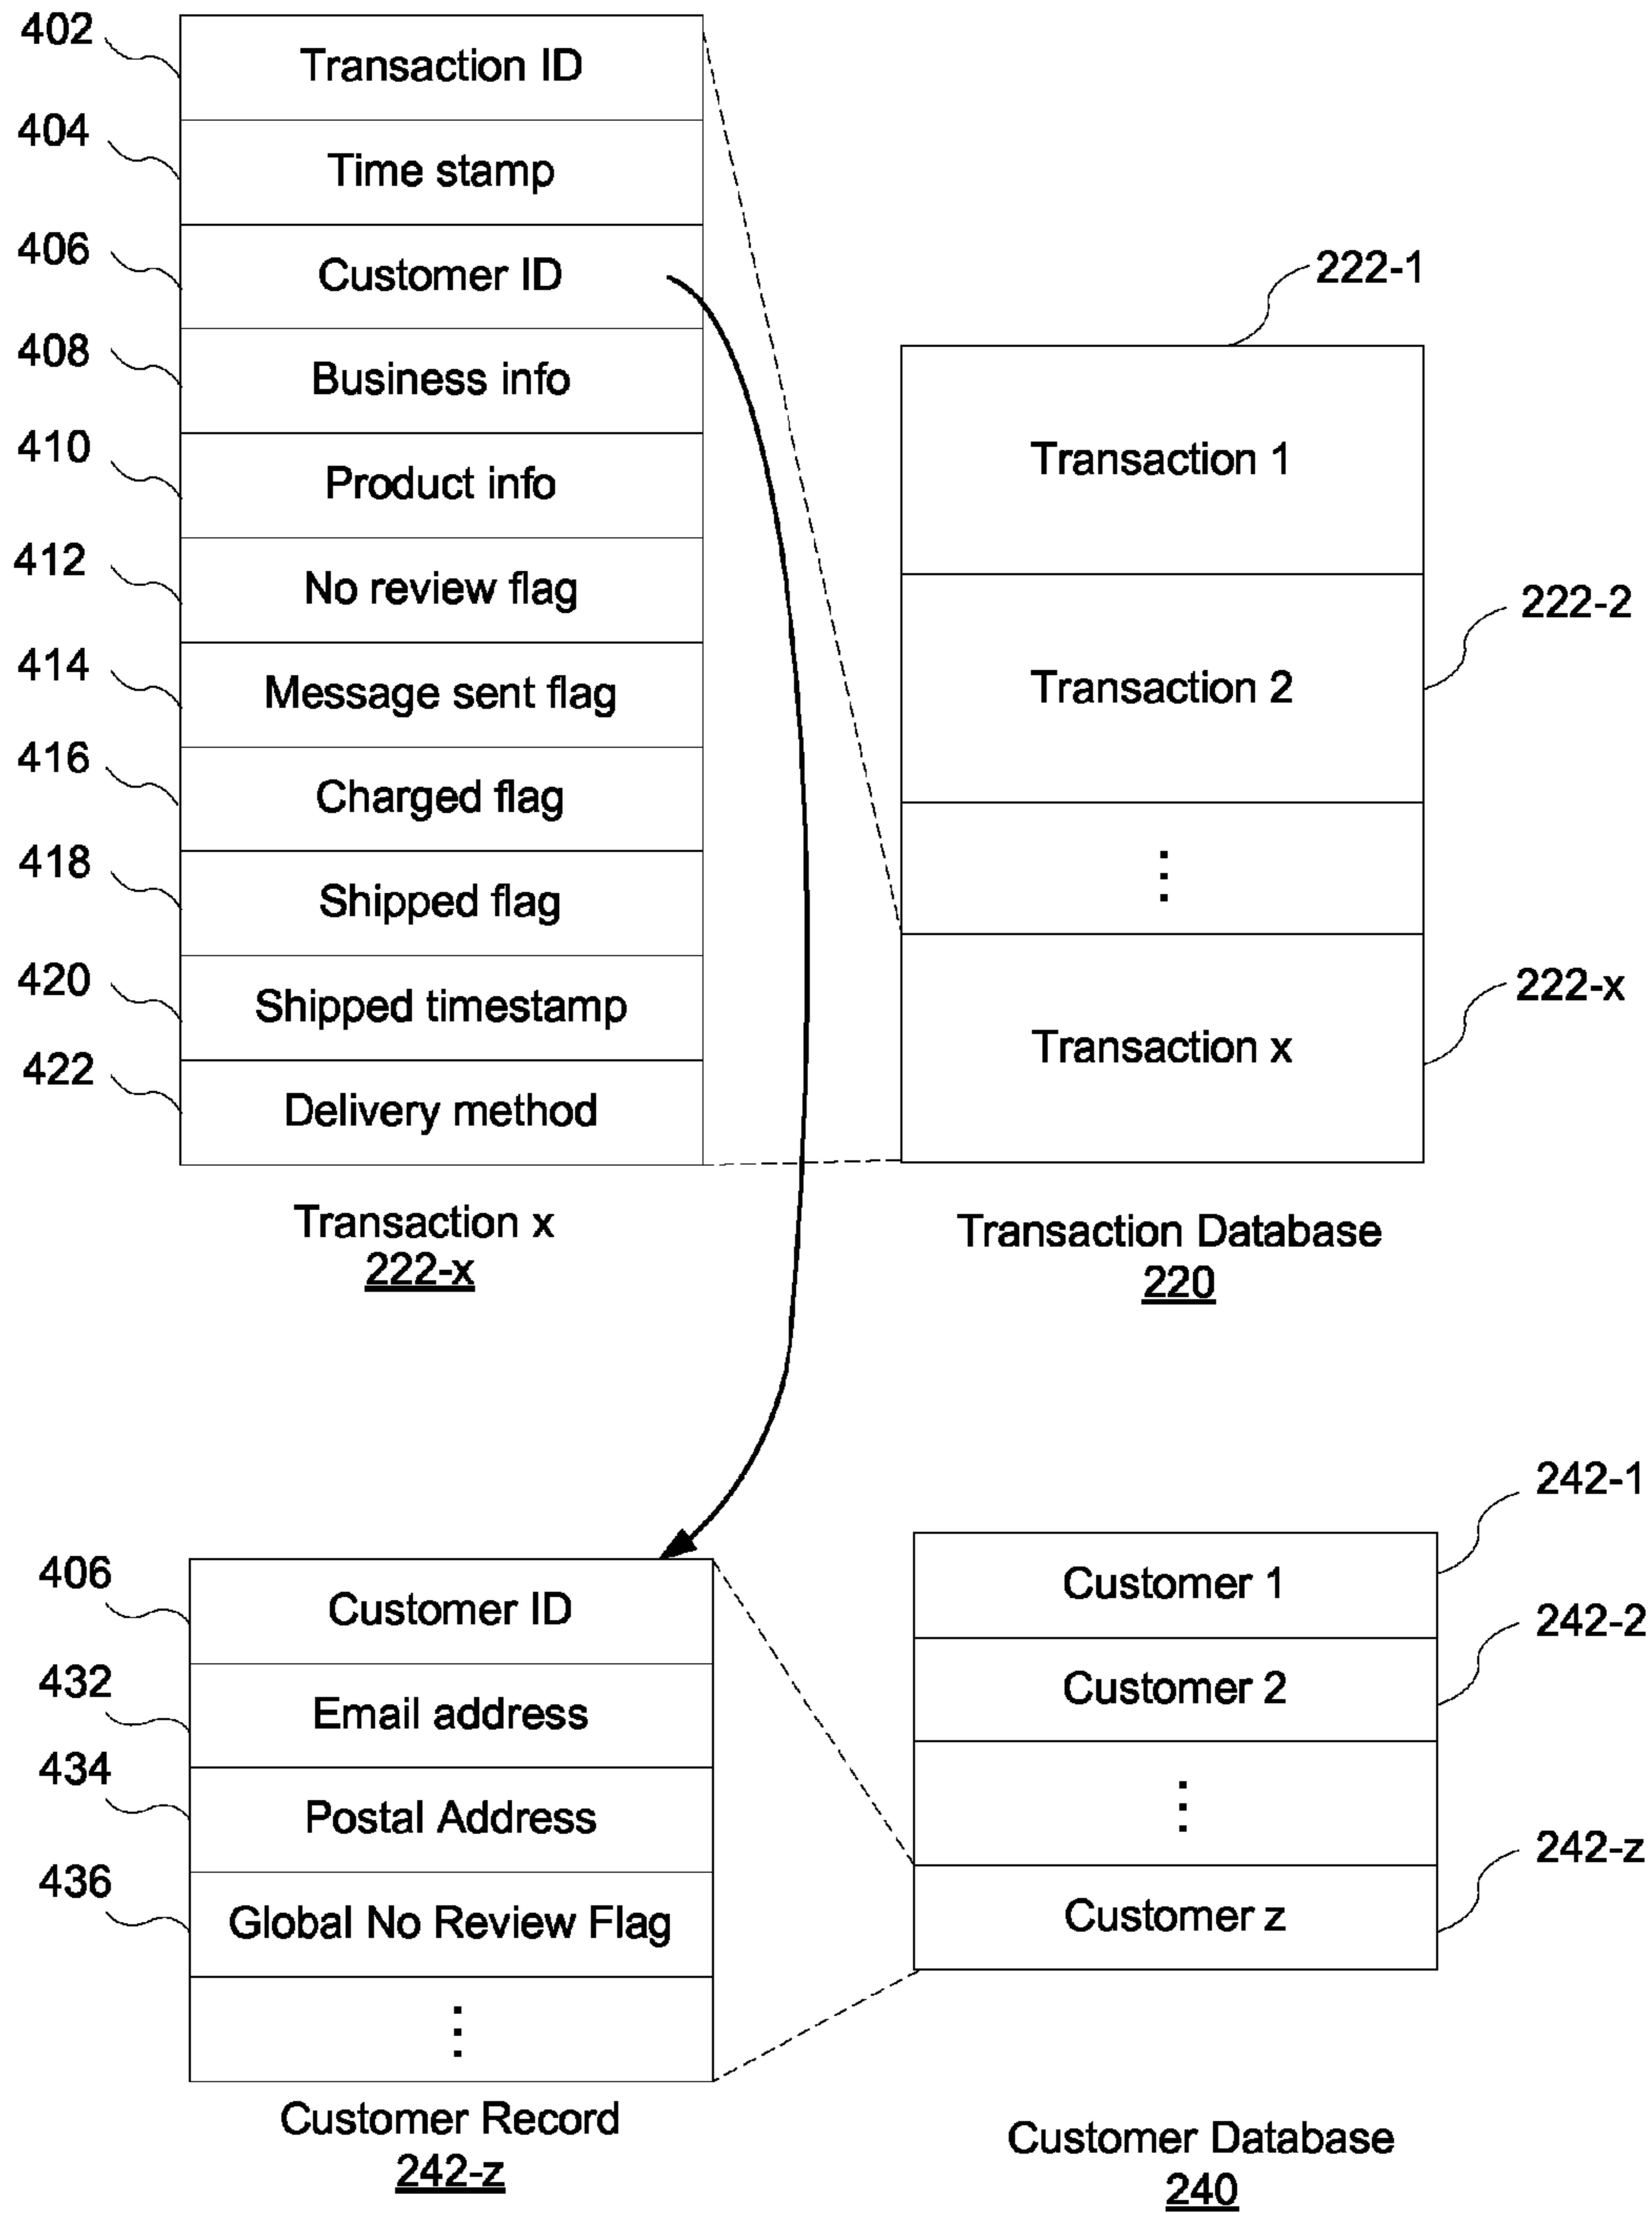 402
Transaction ID
404
Time stamp
406
Customer ID
408
Business info
410
Product info
412
No review flag
414
Message sent flag
416
Charged flag
418
Shipped flag
420
Shipped timestamp
422
Delivery method
Transaction x
222-x
222-1
Transaction 1
222-2
Transaction 2
⋮
222-x
Transaction x
Transaction Database
220
406
Customer ID
432
Email address
434
Postal Address
436
Global No Review Flag
⋮
Customer Record
242-z
242-1
Customer 1
242-2
Customer 2
⋮
242-z
Customer z
Customer Database
240